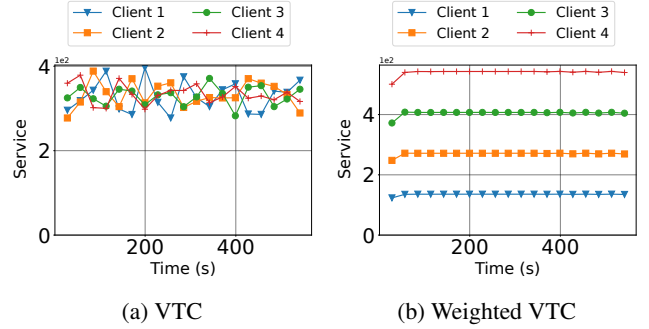 Client 1 Client 3
Client 2 Client 4
1e2
4
2
0
Service
200 400
Time (s)
(a) VTC
Client 1 Client 3
Client 2 Client 4
1e2
4
2
0
Service
200 400
Time (s)
(b) Weighted VTC